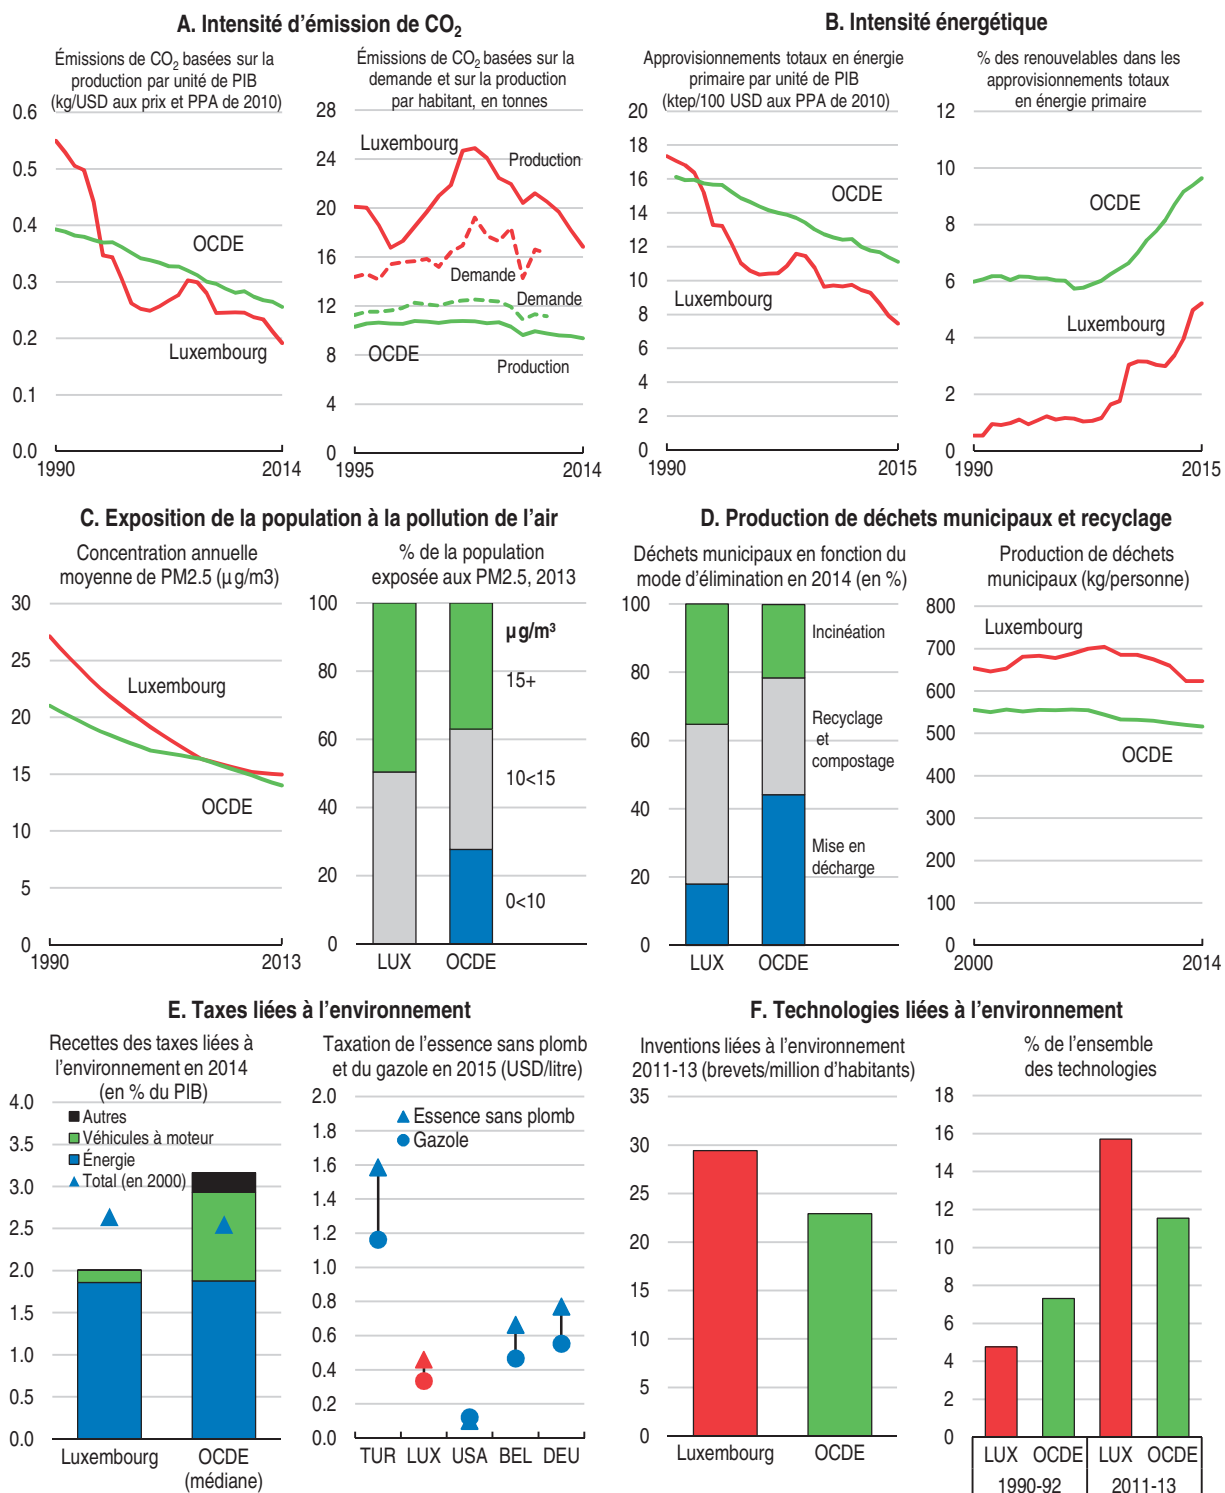 A. Intensité d'émission de CO2
Émissions de CO2 basées sur la
production par unité de PIB
(kg/USD aux prix et PPA de 2010)
0.6
0.5
0.4
0.3
0.2
0.1
0.0
OCDE
Luxembourg
1990
2014
Émissions de CO2 basées sur la
demande et sur la production
par habitant, en tonnes
28
24
20
16
12
8
4
0
Luxembourg
Production
Demande
Demande
OCDE
Production
1995
2014
B. Intensité énergétique
Approvisionnements totaux en énergie
primaire par unité de PIB
(ktep/100 USD aux PPA de 2010)
20
18
16
14
12
10
8
6
4
2
0
OCDE
Luxembourg
1990
2015
% des renouvelables dans les
approvisionnements totaux
en énergie primaire
12
10
8
6
4
2
0
OCDE
Luxembourg
1990
2015
C. Exposition de la population à la pollution de l'air
Concentration annuelle
moyenne de PM2.5 (µg/m3)
30
25
20
15
10
5
0
Luxembourg
OCDE
1990
2013
% de la population
exposée aux PM2.5, 2013
100
80
60
40
20
0
µg/m³
15+
10<15
0<10
LUX
OCDE
D. Production de déchets municipaux et recyclage
Déchets municipaux en fonction du
mode d'élimination en 2014 (en %)
100
80
60
40
20
0
Incinéation
Recyclage
et
compostage
Mise en
décharge
LUX
OCDE
Production de déchets
municipaux (kg/personne)
800
700
600
500
400
300
200
100
0
Luxembourg
OCDE
2000
2014
E. Taxes liées à l'environnement
Recettes des taxes liées à
l'environnement en 2014
(en % du PIB)
4.0
3.5
3.0
2.5
2.0
1.5
1.0
0.5
0.0
Autres
Véhicules à moteur
Énergie
Total (en 2000)
Luxembourg
OCDE
(médiane)
Taxation de l'essence sans plomb
et du gazole en 2015 (USD/litre)
2.0
1.8
1.6
1.4
1.2
1.0
0.8
0.6
0.4
0.2
0.0
Essence sans plomb
Gazole
TUR
LUX
USA
BEL
DEU
F. Technologies liées à l'environnement
Inventions liées à l'environnement
2011-13 (brevets/million d'habitants)
35
30
25
20
15
10
5
0
Luxembourg
OCDE
% de l'ensemble
des technologies
18
16
14
12
10
8
6
4
2
0
LUX
OCDE
LUX
OCDE
1990-92
2011-13